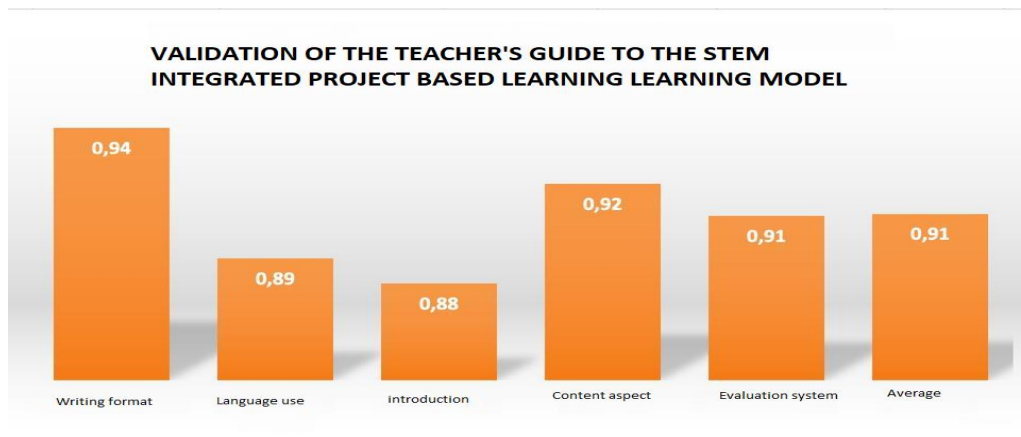 VALIDATION OF THE TEACHER'S GUIDE TO THE STEM
INTEGRATED PROJECT BASED LEARNING LEARNING MODEL
0,94
0,89
0,88
0,92
0,91
0,91
Writing format
Language use
introduction
Content aspect
Evaluation system
Average